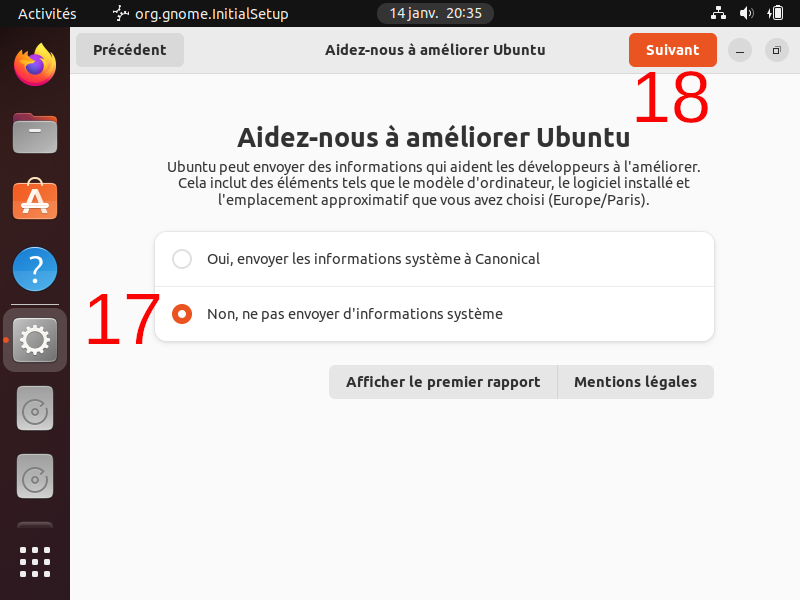 Activités
org.gnome.InitialSetup
14 janv. 20:35
Précédent
Aidez-nous à améliorer Ubuntu
Suivant
18
Aidez-nous à améliorer Ubuntu
Ubuntu peut envoyer des informations qui aident les développeurs à l'améliorer.
Cela inclut des éléments tels que le modèle d'ordinateur, le logiciel installé et
l'emplacement approximatif que vous avez choisi (Europe/Paris).
Oui, envoyer les informations système à Canonical
17
Non, ne pas envoyer d'informations système
Afficher le premier rapport
Mentions légales